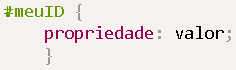 #meuID {
propriedade: valor;
}